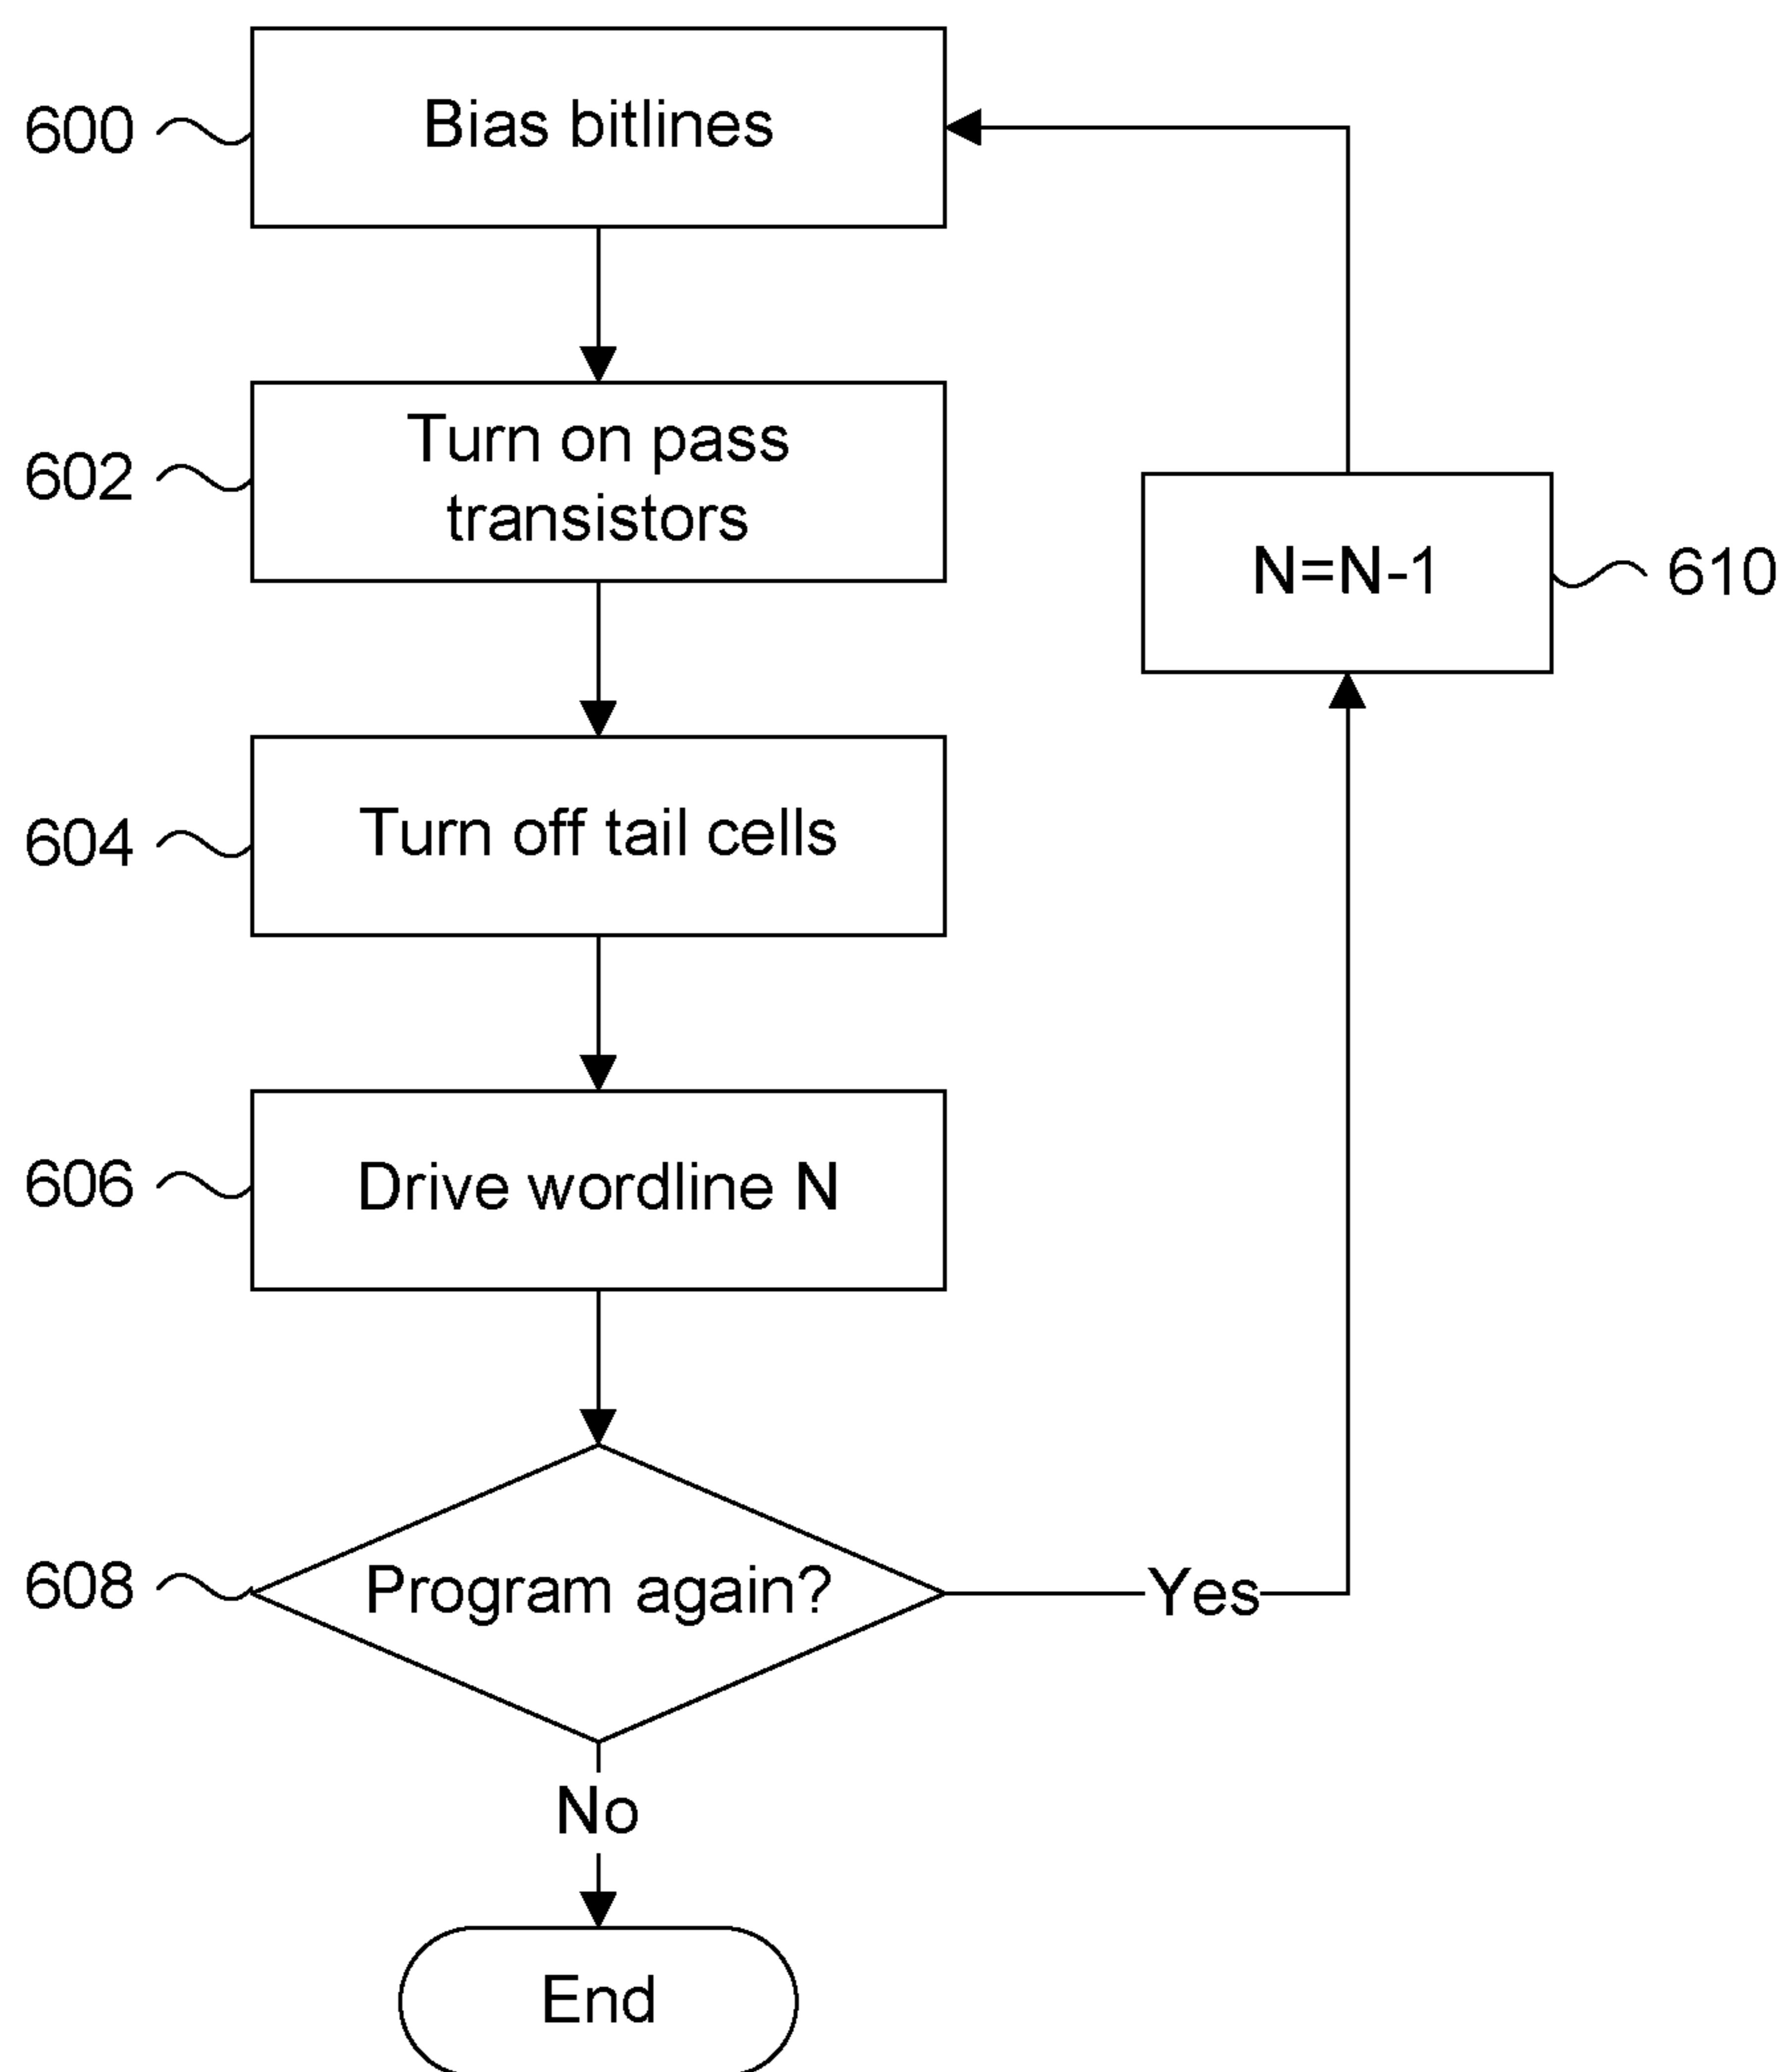 600
Bias bitlines
602
Turn on pass
transistors
N=N-1
610
604
Turn off tail cells
606
Drive wordline N
608
Program again?
Yes
No
End